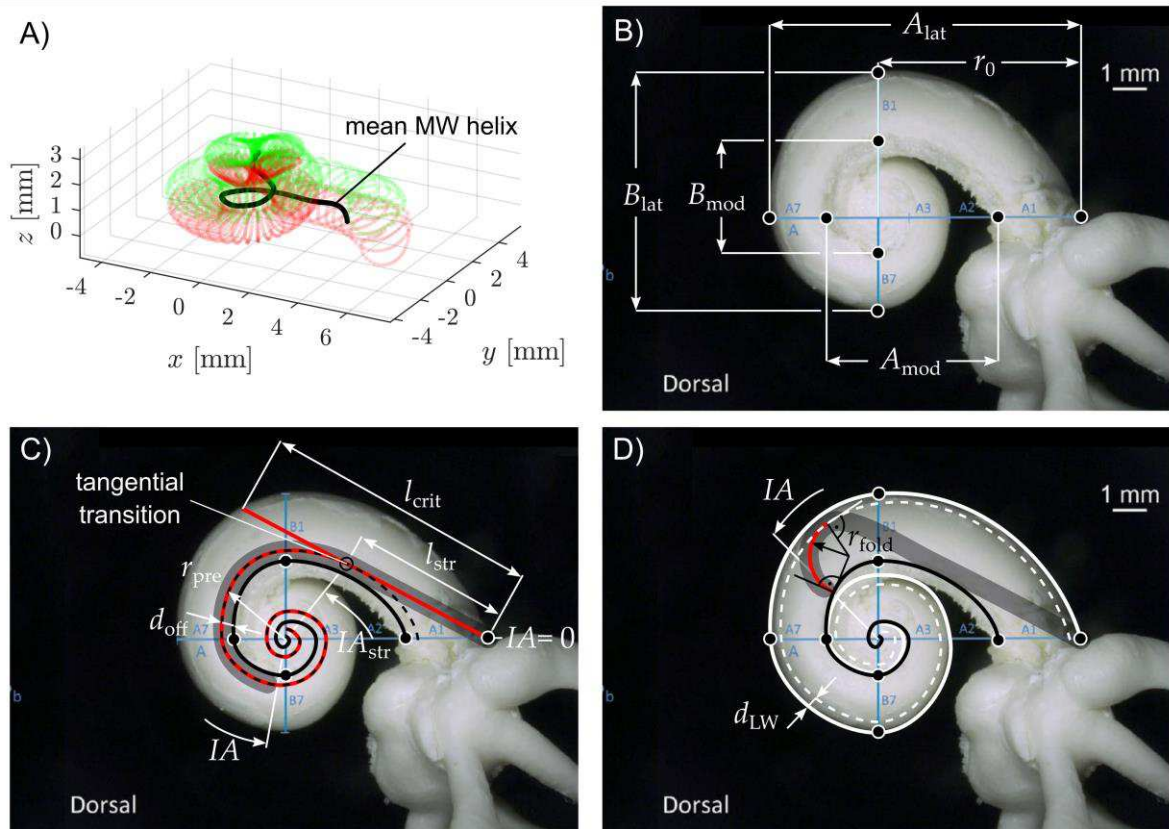 A)
mean MW helix
3
2
1
0
z [mm]
-4
-2
0
2
4
6
x [mm]
-4
-2
0
2
4
y [mm]
B)
A_lat
r_0
1 mm
B1
B_lat
B_mod
A7
A3
A2
A1
A
b
B7
A_mod
Dorsal
C)
tangential
transition
l_crit
B1
l_str
r_pre
d_off
A7
A3
A2
A1
IA = 0
A
IA_str
b
B7
IA
Dorsal
D)
1 mm
IA
B1
r_fold
A7
A3
A2
A1
A
b
B7
d_LW
Dorsal